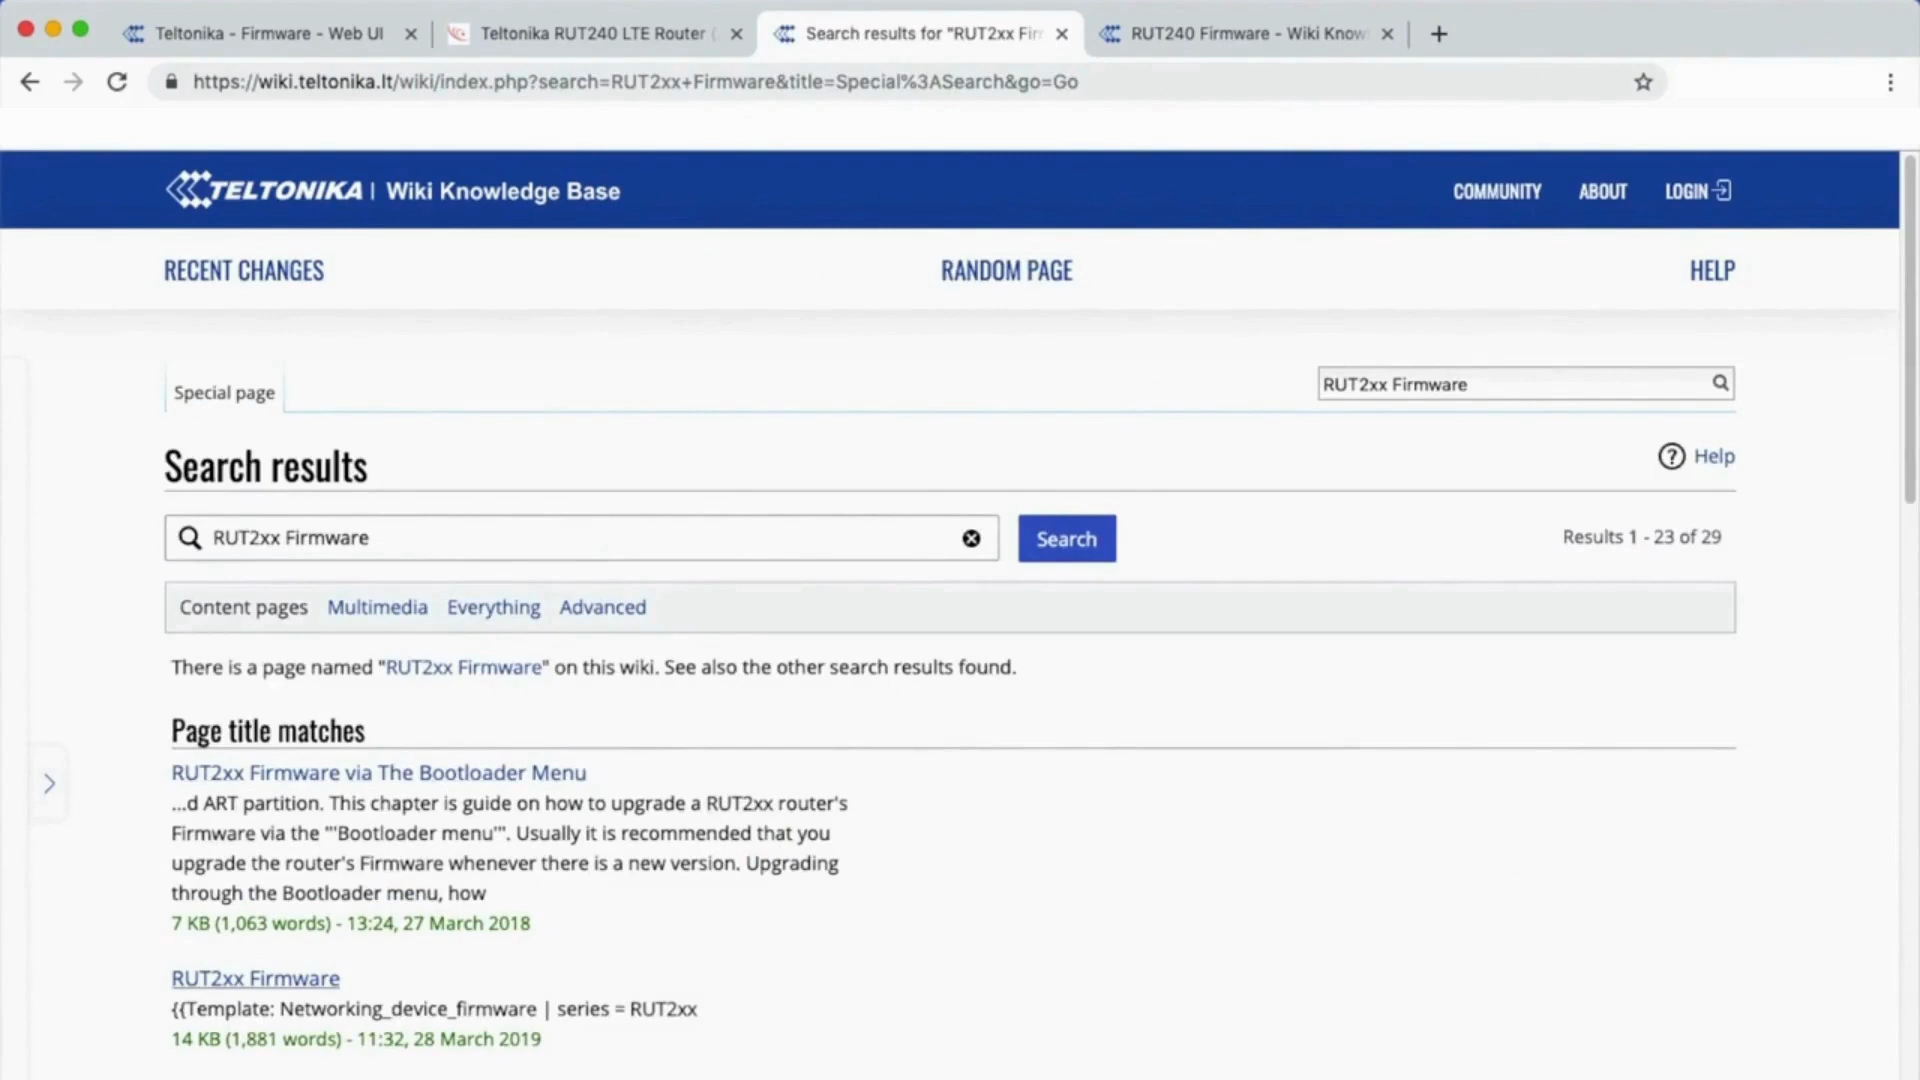 Teltonika - Firmware - Web UI
Teltonika RUT240 LTE Router (
Search results for "RUT2xx Fir
RUT240 Firmware - Wiki Know
https://wiki.teltonika.lt/wiki/index.php?search=RUT2xx+Firmware&title=Special%3ASearch&go=Go
TELTONIKA | Wiki Knowledge Base
COMMUNITY ABOUT LOGIN
RECENT CHANGES RANDOM PAGE HELP
Special page
RUT2xx Firmware
Search results
Help
RUT2xx Firmware
Search
Results 1 - 23 of 29
Content pages Multimedia Everything Advanced
There is a page named "RUT2xx Firmware" on this wiki. See also the other search results found.
Page title matches
RUT2xx Firmware via The Bootloader Menu
...d ART partition. This chapter is guide on how to upgrade a RUT2xx router's
Firmware via the '''Bootloader menu'''. Usually it is recommended that you
upgrade the router's Firmware whenever there is a new version. Upgrading
through the Bootloader menu, how
7 KB (1,063 words) - 13:24, 27 March 2018
RUT2xx Firmware
{{Template: Networking_device_firmware | series = RUT2xx
14 KB (1,881 words) - 11:32, 28 March 2019